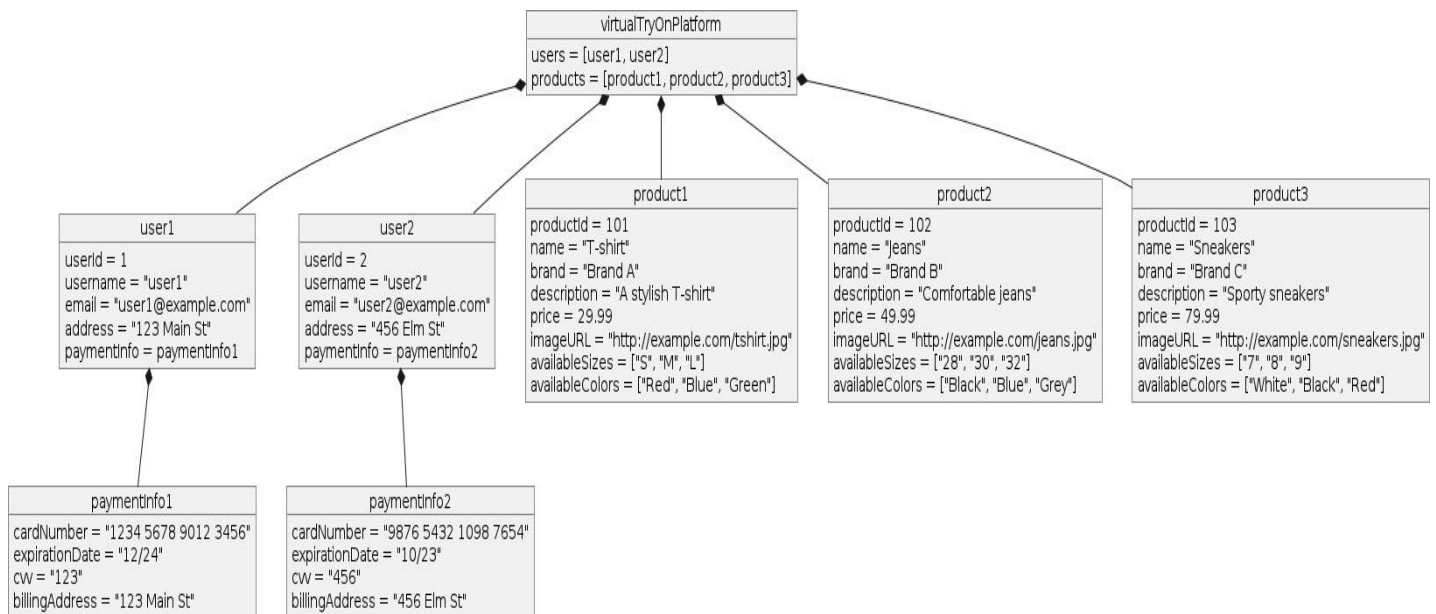 virtualTryOnPlatform
users = [user1, user2]
products = [product1, product2, product3]
user1
userId = 1
username = "user1"
email = "user1@example.com"
address = "123 Main St"
paymentInfo = paymentInfo1
user2
userId = 2
username = "user2"
email = "user2@example.com"
address = "456 Elm St"
paymentInfo = paymentInfo2
product1
productId = 101
name = "T-shirt"
brand = "Brand A"
description = "A stylish T-shirt"
price = 29.99
imageURL = "http://example.com/tshirt.jpg"
availableSizes = ["S", "M", "L"]
availableColors = ["Red", "Blue", "Green"]
product2
productId = 102
name = "Jeans"
brand = "Brand B"
description = "Comfortable jeans"
price = 49.99
imageURL = "http://example.com/jeans.jpg"
availableSizes = ["28", "30", "32"]
availableColors = ["Black", "Blue", "Grey"]
product3
productId = 103
name = "Sneakers"
brand = "Brand C"
description = "Sporty sneakers"
price = 79.99
imageURL = "http://example.com/sneakers.jpg"
availableSizes = ["7", "8", "9"]
availableColors = ["White", "Black", "Red"]
paymentInfo1
cardNumber = "1234 5678 9012 3456"
expirationDate = "12/24"
cvv = "123"
billingAddress = "123 Main St"
paymentInfo2
cardNumber = "9876 5432 1098 7654"
expirationDate = "10/23"
cvv = "456"
billingAddress = "456 Elm St"